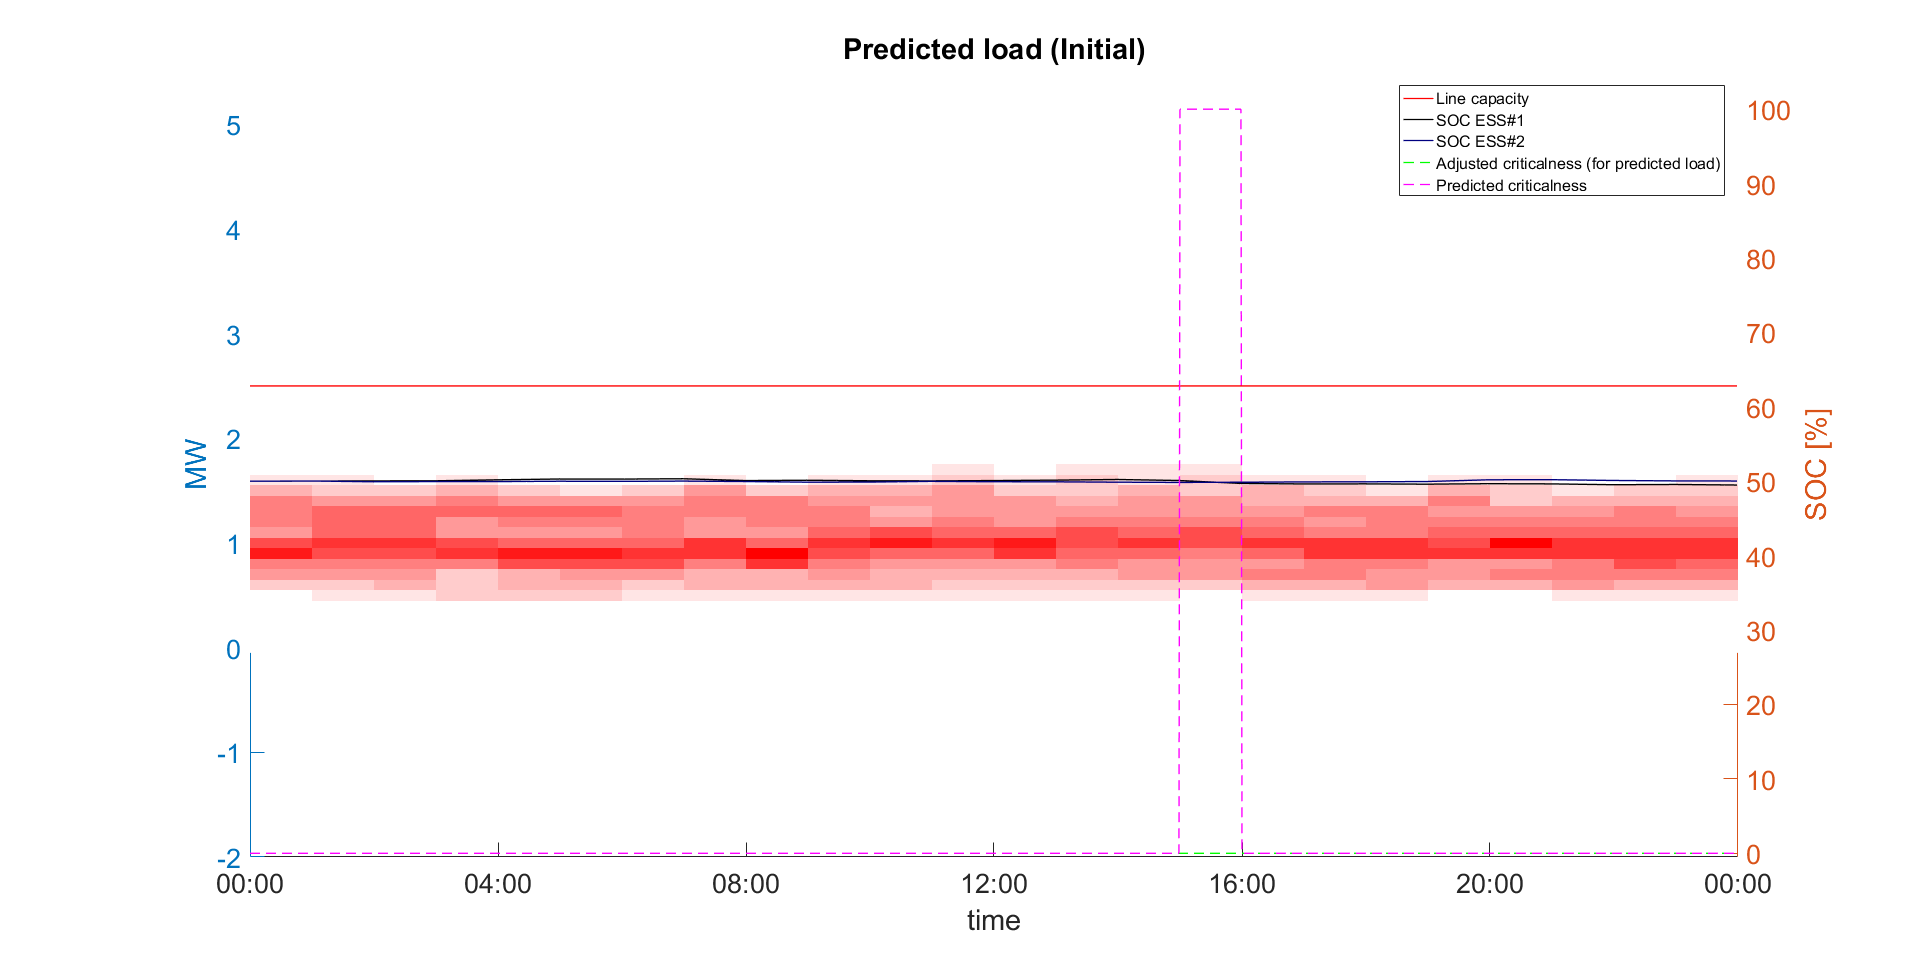 Predicted load (Initial)
Line capacity
SOC ESS#1
SOC ESS#2
Adjusted criticalness (for predicted load)
Predicted criticalness
5
4
3
2
1
0
-1
-2
MW
100
90
80
70
60
50
40
30
20
10
0
SOC [%]
00:00 04:00 08:00 12:00 16:00 20:00 00:00
time